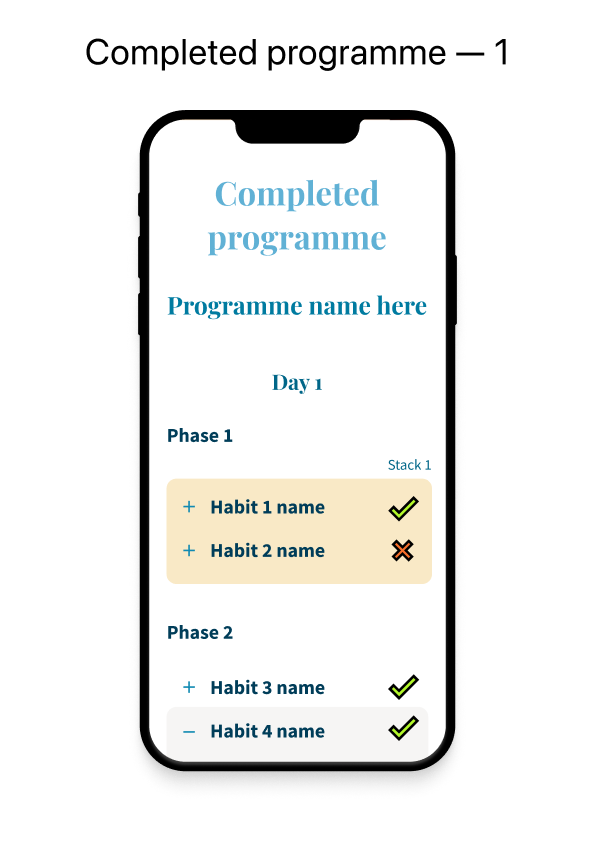 Completed programme — 1
Completed
programme
Programme name here
Day 1
Phase 1
Stack 1
+ Habit 1 name
+ Habit 2 name
Phase 2
+ Habit 3 name
– Habit 4 name